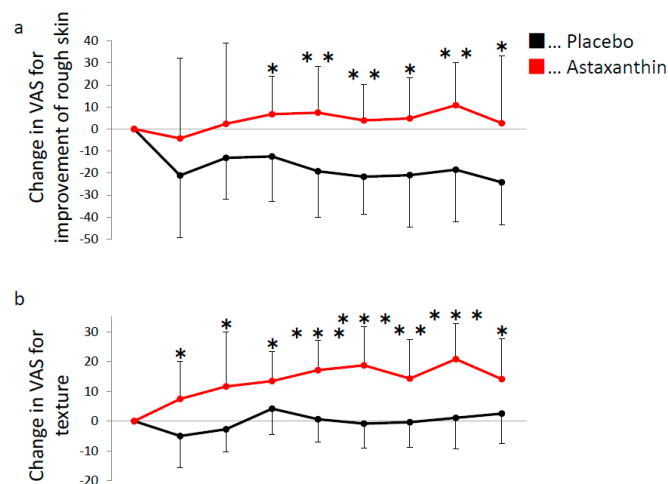 a
Change in VAS for
improvement of rough skin
40
30
20
10
0
-10
-20
-30
-40
-50
* ** ** * ** *
... Placebo
... Astaxanthin
b
Change in VAS for
texture
30
20
10
0
-10
-20
* * * *** *** ** *** *